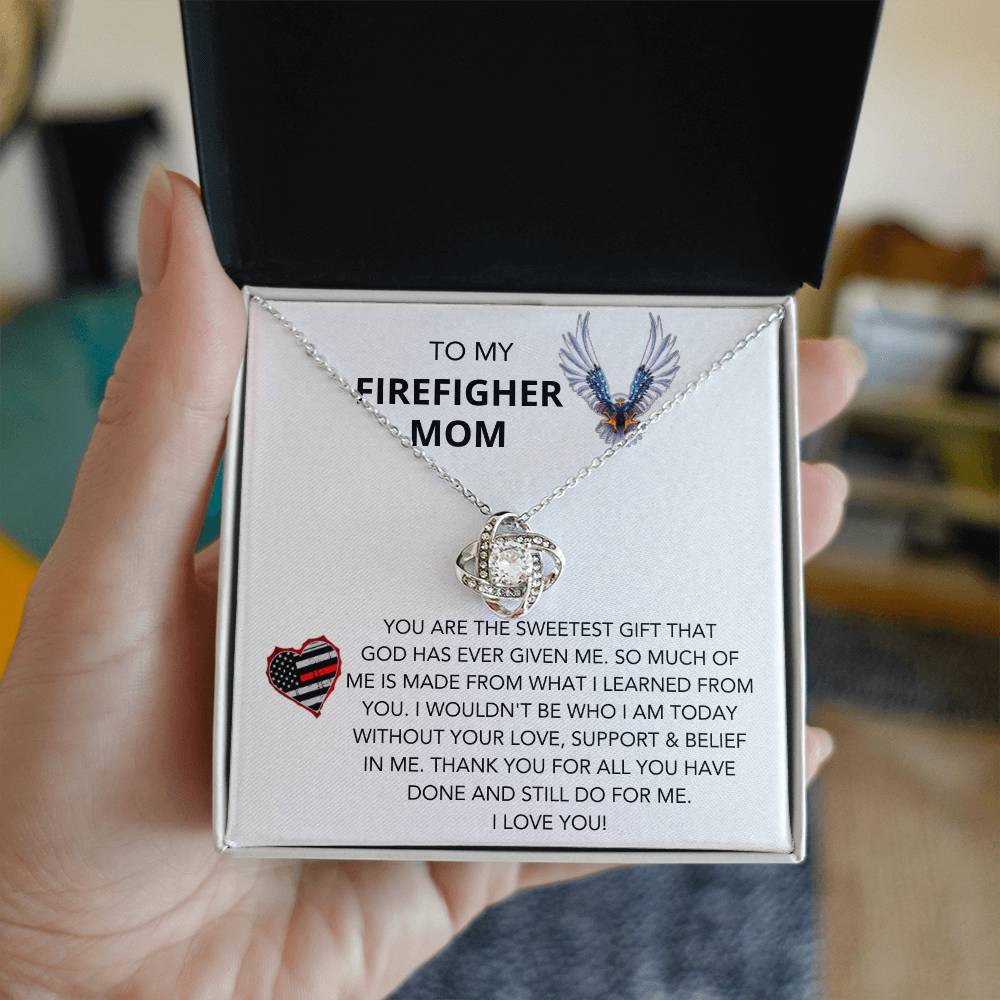 TO MY
FIREFIGHER
MOM
YOU ARE THE SWEETEST GIFT THAT
GOD HAS EVER GIVEN ME. SO MUCH OF
ME IS MADE FROM WHAT I LEARNED FROM
YOU. I WOULDN'T BE WHO I AM TODAY
WITHOUT YOUR LOVE, SUPPORT & BELIEF
IN ME. THANK YOU FOR ALL YOU HAVE
DONE AND STILL DO FOR ME.
I LOVE YOU!